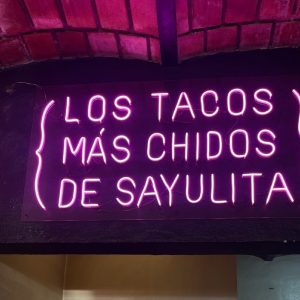 {LOS TACOS}
MÁS CHIDOS
DE SAYULITA